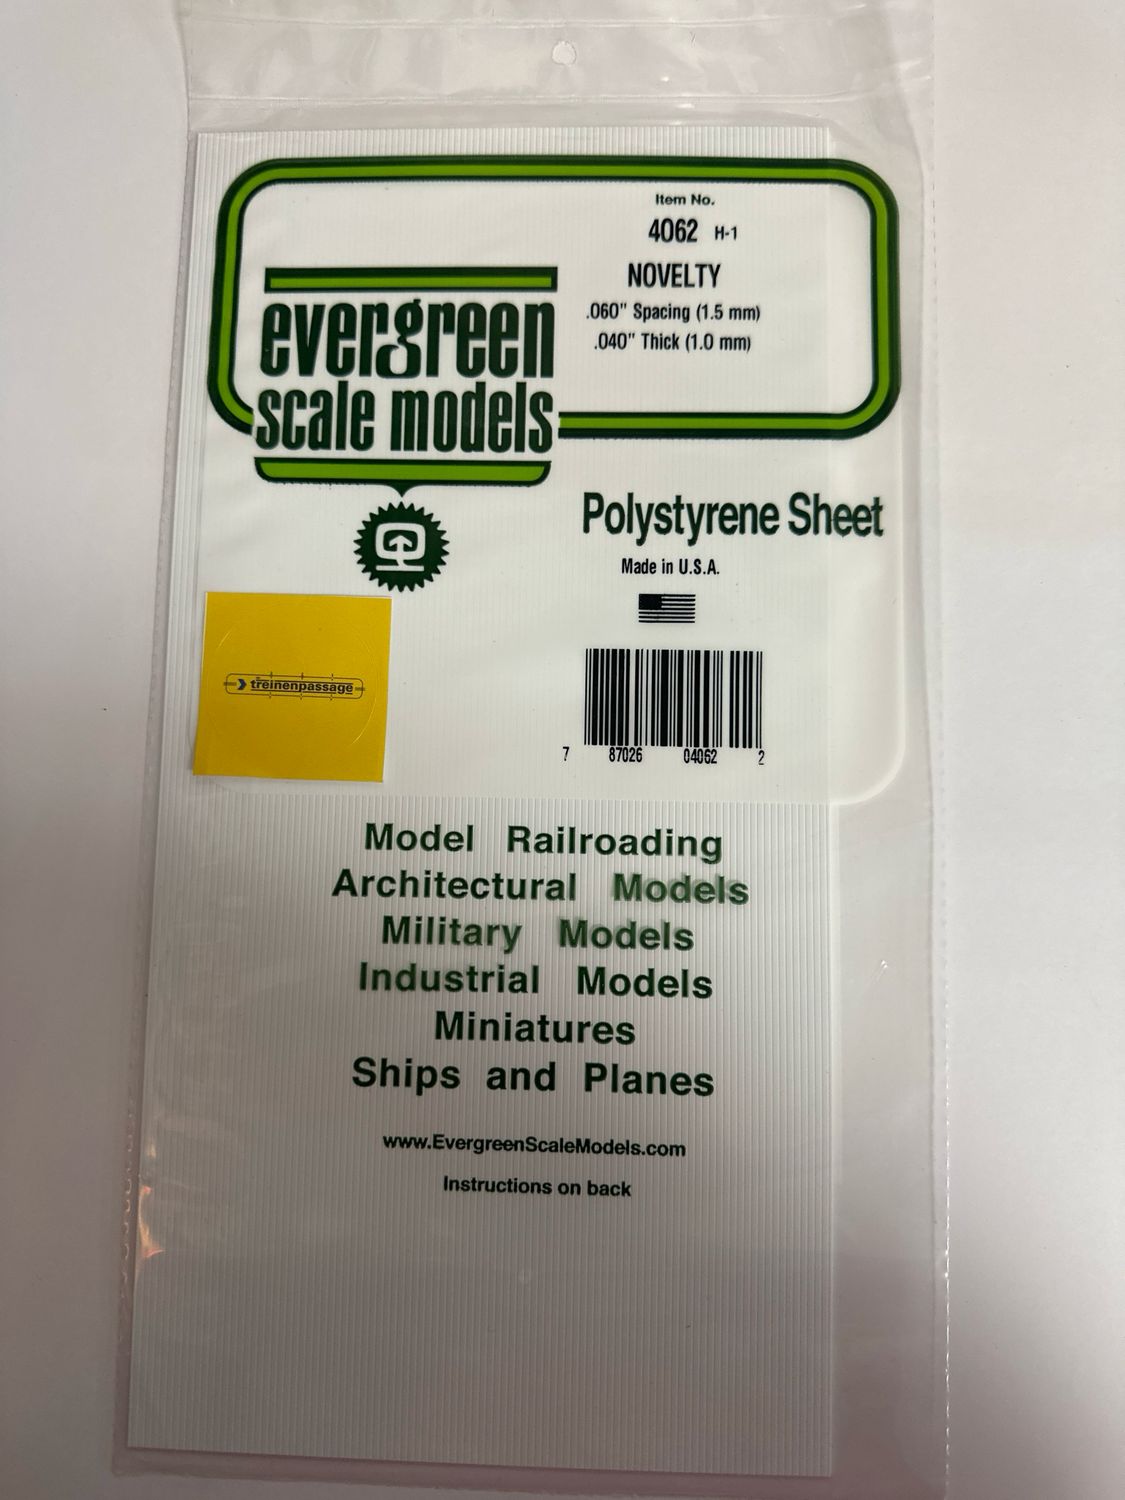 Item No.
4062 H-1
NOVELTY
.060" Spacing (1.5 mm)
.040" Thick (1.0 mm)
evergreen
scale models
Polystyrene Sheet
Made in U.S.A.
treinenpassage
7 87026 04062 2
Model Railroading
Architectural Models
Military Models
Industrial Models
Miniatures
Ships and Planes
www.EvergreenScaleModels.com
Instructions on back